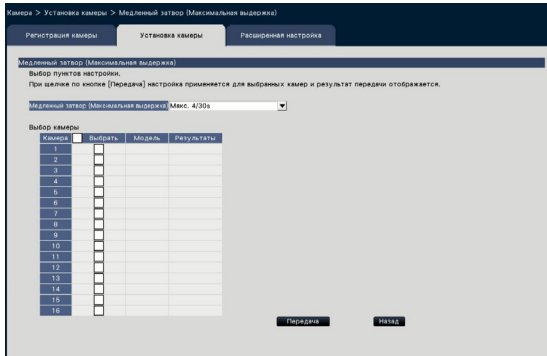 Камера > Установка камеры > Медленный затвор (Максимальная выдержка)
Регистрация камеры Установка камеры Расширенная настройка
Медленный затвор (Максимальная выдержка)
Выбор пунктов настройки.
При щелчке по кнопке [Передача] настройка применяется для выбранных камер и результат передачи отображается.
Медленный затвор (Максимальная выдержка) Макс. 4/30s
Выбор камеры
Камера Выбрать Модель Результаты
1
2
3
4
5
6
7
8
9
10
11
12
13
14
15
16
Передача Назад